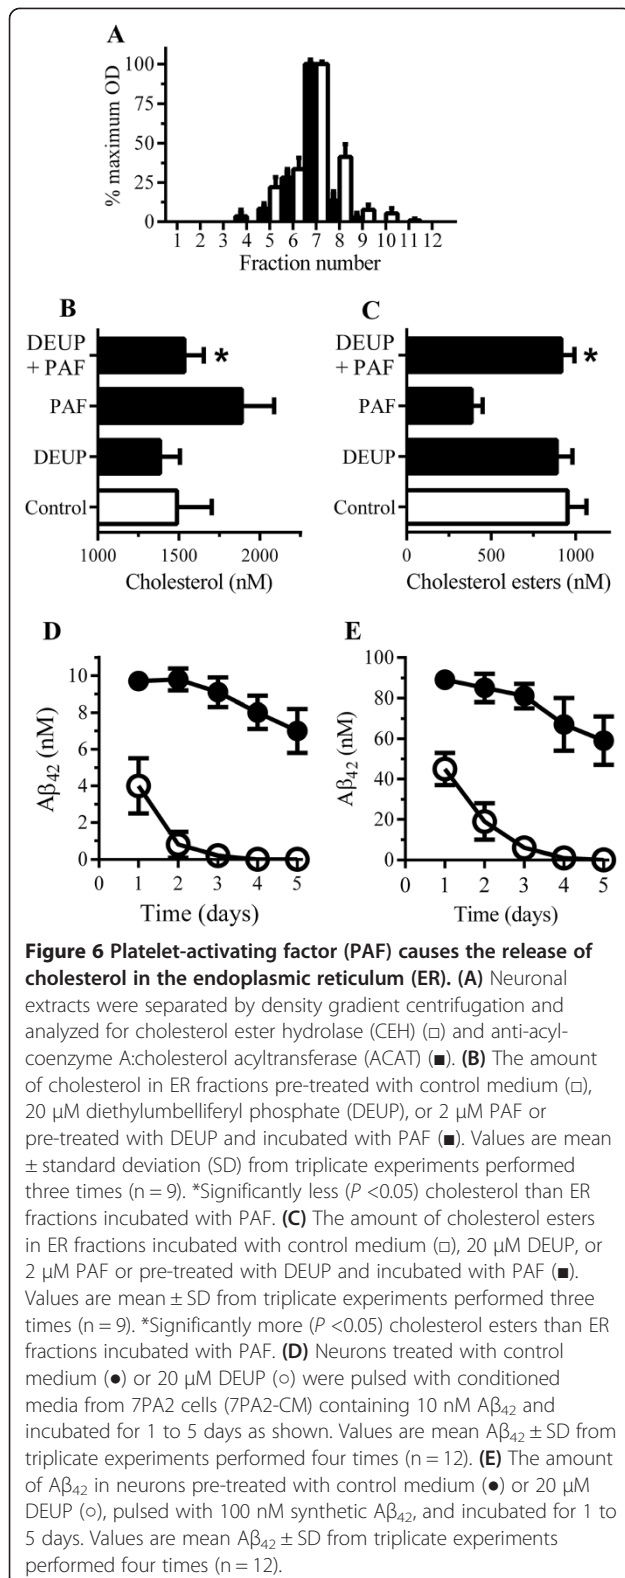 A
% maximum OD
100
75
50
25
0
1 2 3 4 5 6 7 8 9 10 11 12
Fraction number
B
DEUP
+ PAF
*
PAF
DEUP
Control
1000 1500 2000
Cholesterol (nM)
C
DEUP
+ PAF
*
PAF
DEUP
Control
0 500 1000
Cholesterol esters (nM)
D
Aβ42 (nM)
10
8
6
4
2
0
0 1 2 3 4 5
Time (days)
E
Aβ42 (nM)
100
80
60
40
20
0
0 1 2 3 4 5
Time (days)
Figure 6 Platelet-activating factor (PAF) causes the release of
cholesterol in the endoplasmic reticulum (ER). (A) Neuronal
extracts were separated by density gradient centrifugation and
analyzed for cholesterol ester hydrolase (CEH) (□) and anti-acyl-
coenzyme A:cholesterol acyltransferase (ACAT) (■). (B) The amount
of cholesterol in ER fractions pre-treated with control medium (□),
20 μM diethylumbelliferyl phosphate (DEUP), or 2 μM PAF or
pre-treated with DEUP and incubated with PAF (■). Values are mean
± standard deviation (SD) from triplicate experiments performed
three times (n = 9). *Significantly less (P <0.05) cholesterol than ER
fractions incubated with PAF. (C) The amount of cholesterol esters
in ER fractions incubated with control medium (□), 20 μM DEUP, or
2 μM PAF or pre-treated with DEUP and incubated with PAF (■).
Values are mean ± SD from triplicate experiments performed three
times (n = 9). *Significantly more (P <0.05) cholesterol esters than ER
fractions incubated with PAF. (D) Neurons treated with control
medium (●) or 20 μM DEUP (○) were pulsed with conditioned
media from 7PA2 cells (7PA2-CM) containing 10 nM Aβ42 and
incubated for 1 to 5 days as shown. Values are mean Aβ42 ± SD from
triplicate experiments performed four times (n = 12). (E) The amount
of Aβ42 in neurons pre-treated with control medium (●) or 20 μM
DEUP (○), pulsed with 100 nM synthetic Aβ42, and incubated for 1 to
5 days. Values are mean Aβ42 ± SD from triplicate experiments
performed four times (n = 12).